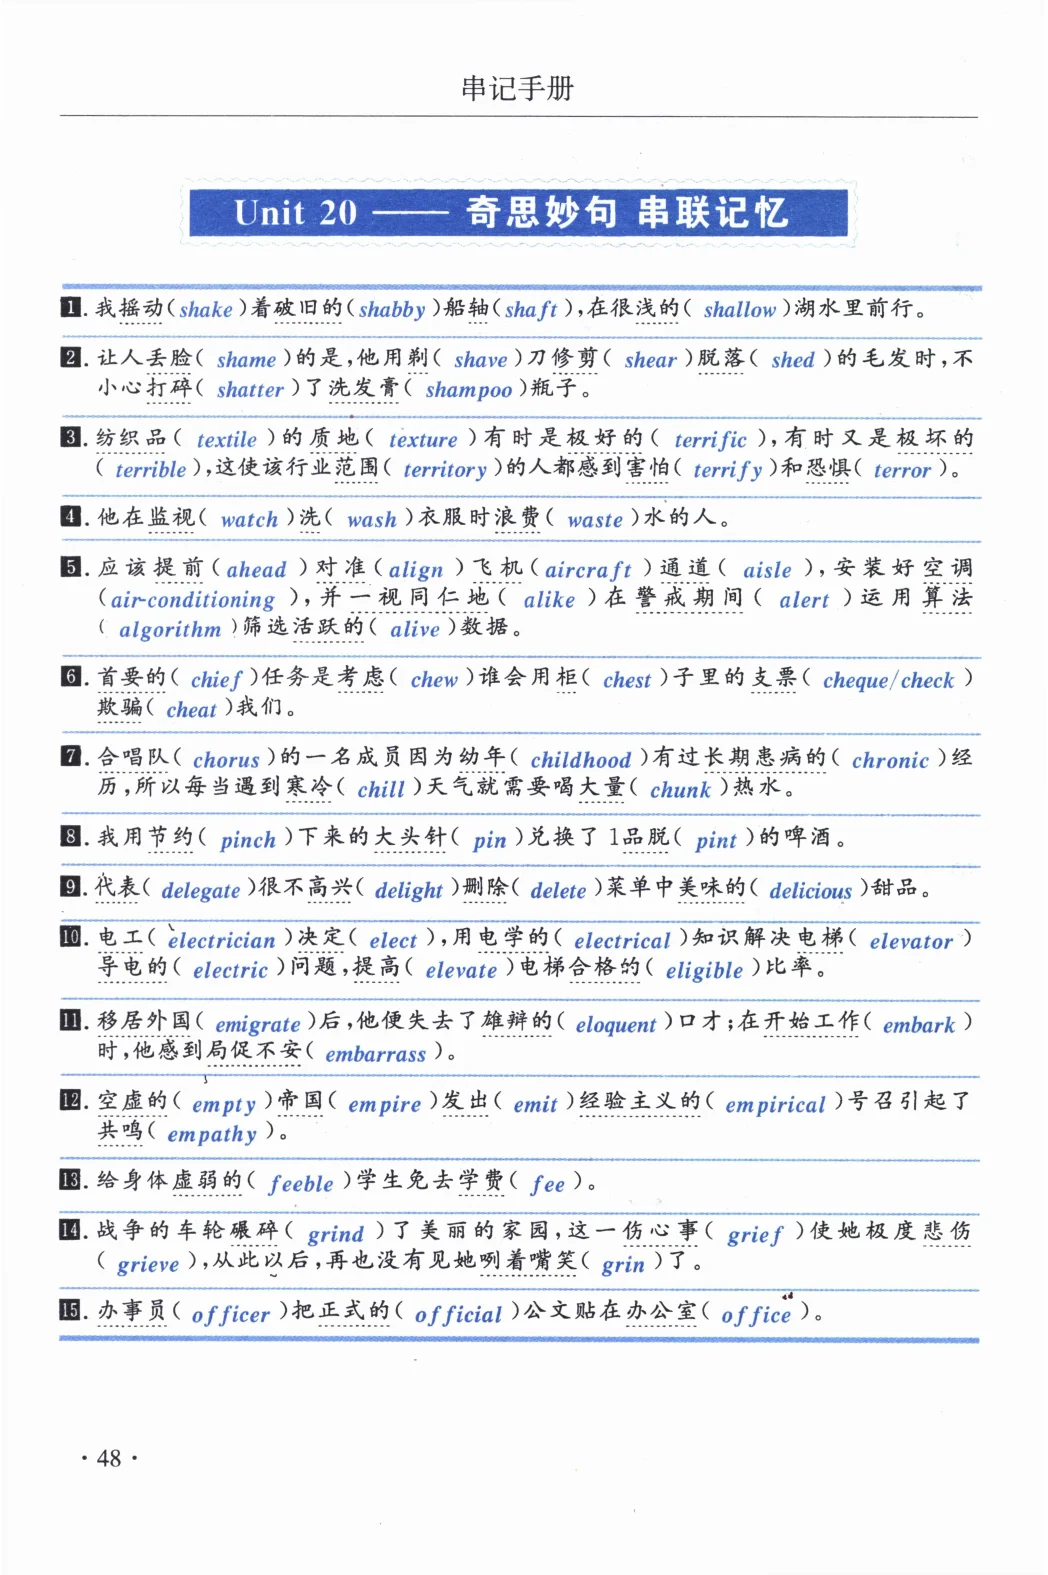 串记手册
Unit 20 —— 奇思妙句 串联记忆
1. 我摇动(shake)着破旧的(shabby)船轴(shaft),在很浅的(shallow)湖水里前行。
2. 让人丢脸(shame)的是,他用剃(shave)刀修剪(shear)脱落(shed)的毛发时,不
小心打碎(shatter)了洗发膏(shampoo)瓶子。
3. 纺织品(textile)的质地(texture)有时是极好的(terrific),有时又是极坏的
(terrible),这使该行业范围(territory)的人都感到害怕(terrify)和恐惧(terror)。
4. 他在监视(watch)洗(wash)衣服时浪费(waste)水的人。
5. 应该提前(ahead)对准(align)飞机(aircraft)通道(aisle),安装好空调
(air-conditioning),并一视同仁地(alike)在警戒期间(alert)运用算法
(algorithm)筛选活跃的(alive)数据。
6. 首要的(chief)任务是考虑(chew)谁会用柜(chest)子里的支票(cheque/check)
欺骗(cheat)我们。
7. 合唱队(chorus)的一名成员因为幼年(childhood)有过长期患病的(chronic)经
历,所以每当遇到寒冷(chill)天气就需要喝大量(chunk)热水。
8. 我用节约(pinch)下来的大头针(pin)兑换了1品脱(pint)的啤酒。
9. 代表(delegate)很不高兴(delight)删除(delete)菜单中美味的(delicious)甜品。
10. 电工(electrician)决定(elect),用电学的(electrical)知识解决电梯(elevator)
导电的(electric)问题,提高(elevate)电梯合格的(eligible)比率。
11. 移居外国(emigrate)后,他便失去了雄辩的(eloquent)口才;在开始工作(embark)
时,他感到局促不安(embarrass)。
12. 空虚的(empty)帝国(empire)发出(emit)经验主义的(empirical)号召引起了
共鸣(empathy)。
13. 给身体虚弱的(feeble)学生免去学费(fee)。
14. 战争的车轮碾碎(grind)了美丽的家园,这一伤心事(grief)使她极度悲伤
(grieve),从此以后,再也没有见她咧着嘴笑(grin)了。
15. 办事员(officer)把正式的(official)公文贴在办公室(office)。
· 48 ·